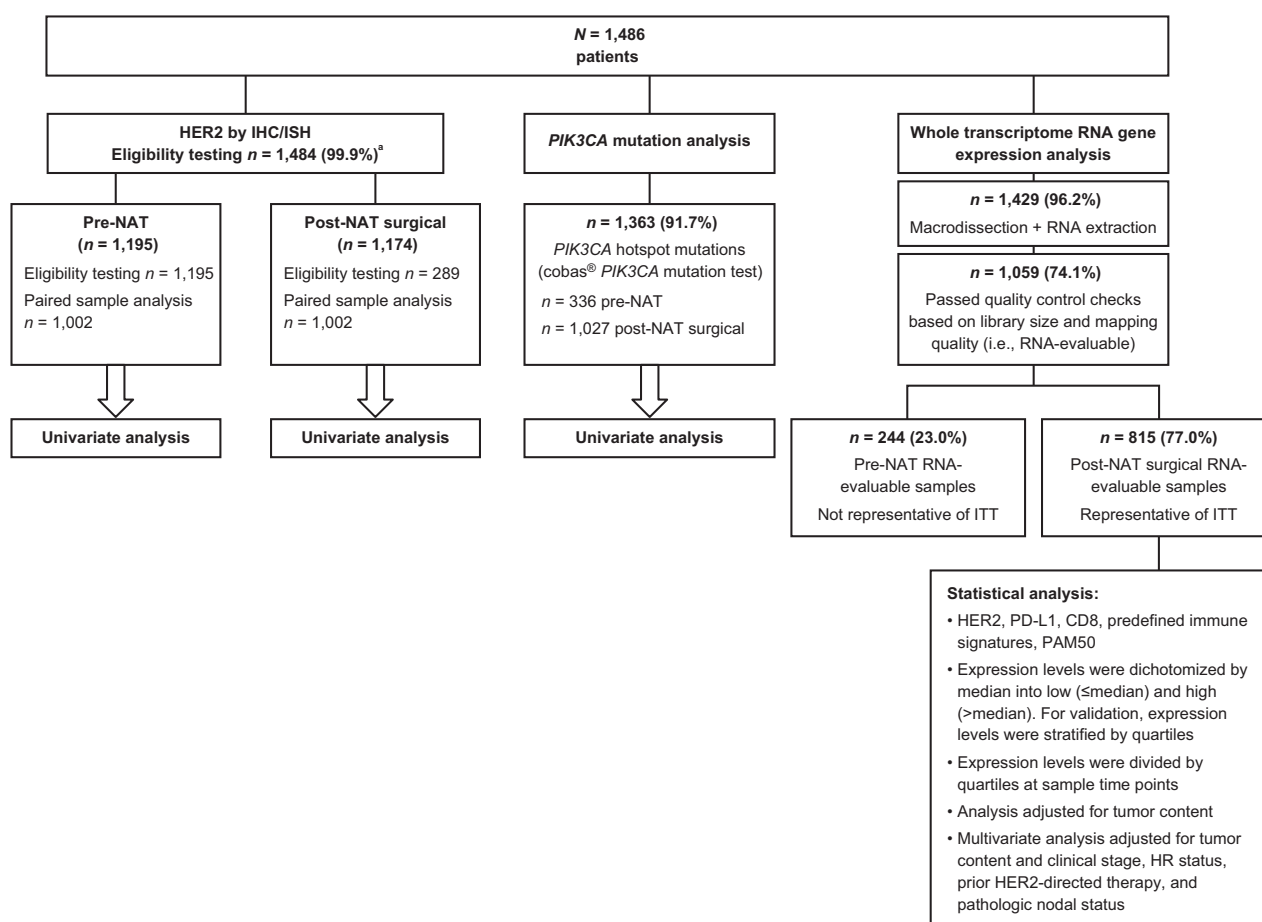 N = 1,486
patients
HER2 by IHC/ISH
Eligibility testing n = 1,484 (99.9%)a
Pre-NAT
(n = 1,195)
Eligibility testing n = 1,195
Paired sample analysis
n = 1,002
Univariate analysis
Post-NAT surgical
(n = 1,174)
Eligibility testing n = 289
Paired sample analysis
n = 1,002
Univariate analysis
PIK3CA mutation analysis
n = 1,363 (91.7%)
PIK3CA hotspot mutations
(cobas® PIK3CA mutation test)
n = 336 pre-NAT
n = 1,027 post-NAT surgical
Univariate analysis
Whole transcriptome RNA gene
expression analysis
n = 1,429 (96.2%)
Macrodissection + RNA extraction
n = 1,059 (74.1%)
Passed quality control checks
based on library size and mapping
quality (i.e., RNA-evaluable)
n = 244 (23.0%)
Pre-NAT RNA-
evaluable samples
Not representative of ITT
n = 815 (77.0%)
Post-NAT surgical RNA-
evaluable samples
Representative of ITT
Statistical analysis:
• HER2, PD-L1, CD8, predefined immune
signatures, PAM50
• Expression levels were dichotomized by
median into low (≤median) and high
(>median). For validation, expression
levels were stratified by quartiles
• Expression levels were divided by
quartiles at sample time points
• Analysis adjusted for tumor content
• Multivariate analysis adjusted for tumor
content and clinical stage, HR status,
prior HER2-directed therapy, and
pathologic nodal status